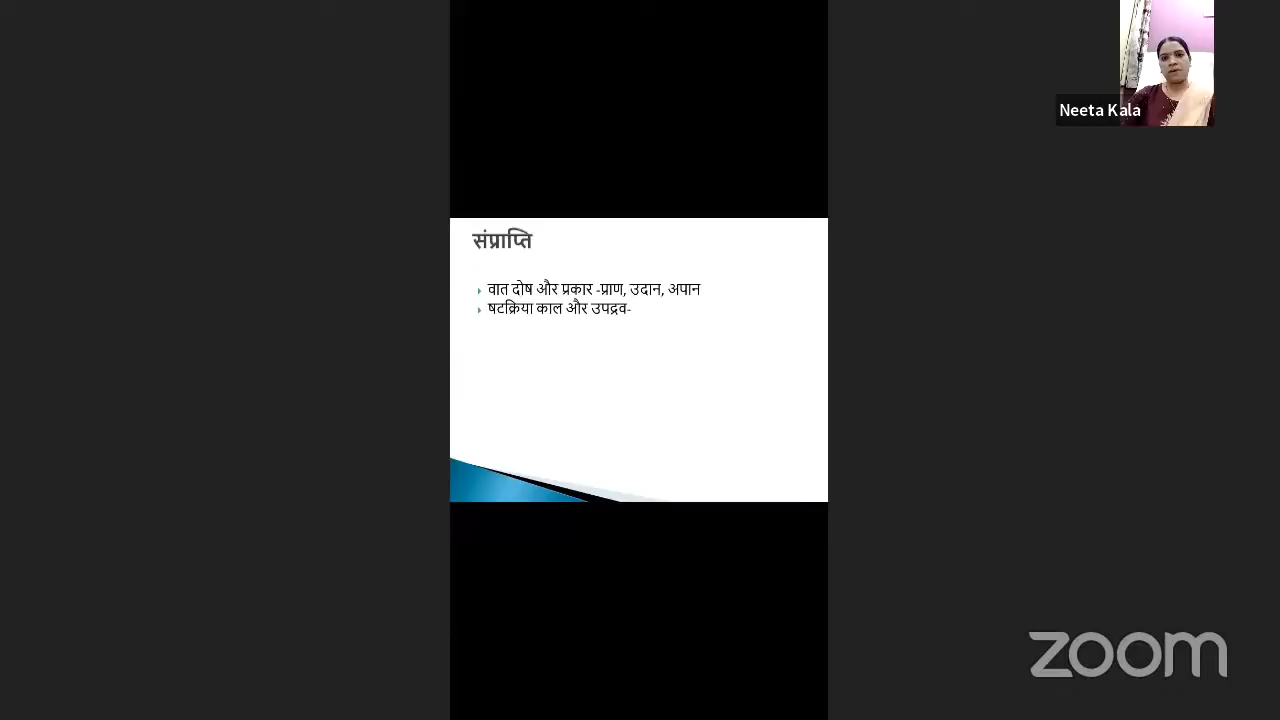 Neeta Kala
संप्राप्ति
वात दोष और प्रकार -प्राण, उदान, अपान
षटक्रिया काल और उपद्रव-
zoom